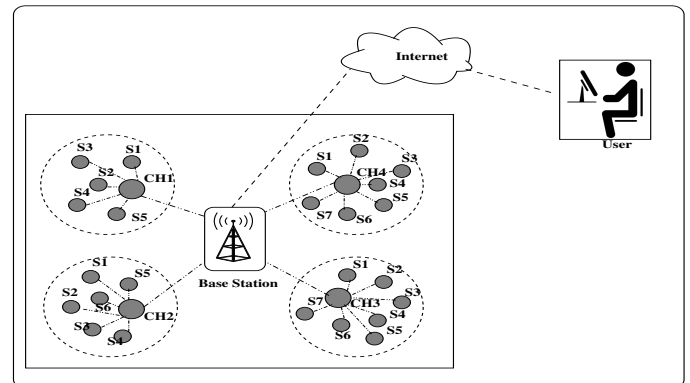 Internet
User
S3
S1
S2
CH1
S4
S5
S2
S1
S3
CH4
S4
S7
S5
S6
Base Station
S1
S5
S2
S6
CH2
S3
S4
S1
S2
S7
S3
CH3
S4
S6
S5